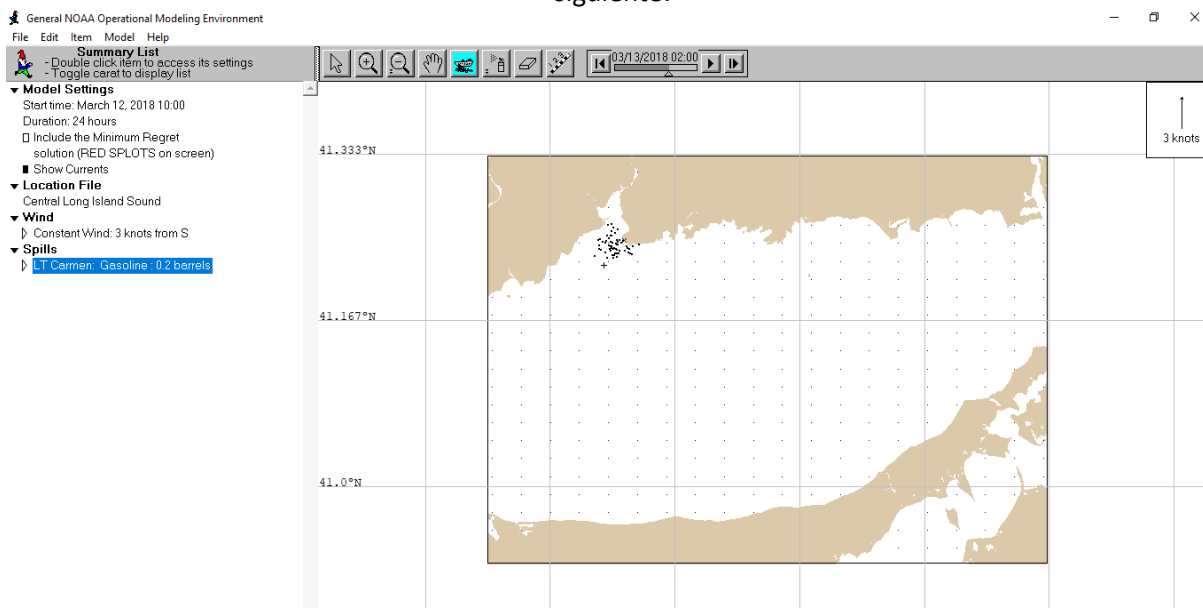 siguiente:
General NOAA Operational Modeling Environment
File Edit Item Model Help
Summary List
- Double click item to access its settings
- Toggle carat to display list
03/13/2018 02:00
Model Settings
Start time: March 12, 2018 10:00
Duration: 24 hours
Include the Minimum Regret
solution (RED SPLOTS on screen)
Show Currents
Location File
Central Long Island Sound
Wind
Constant Wind: 3 knots from S
Spills
LT Carmen: Gasoline : 0.2 barrels
3 knots
41.333°N
41.167°N
41.0°N